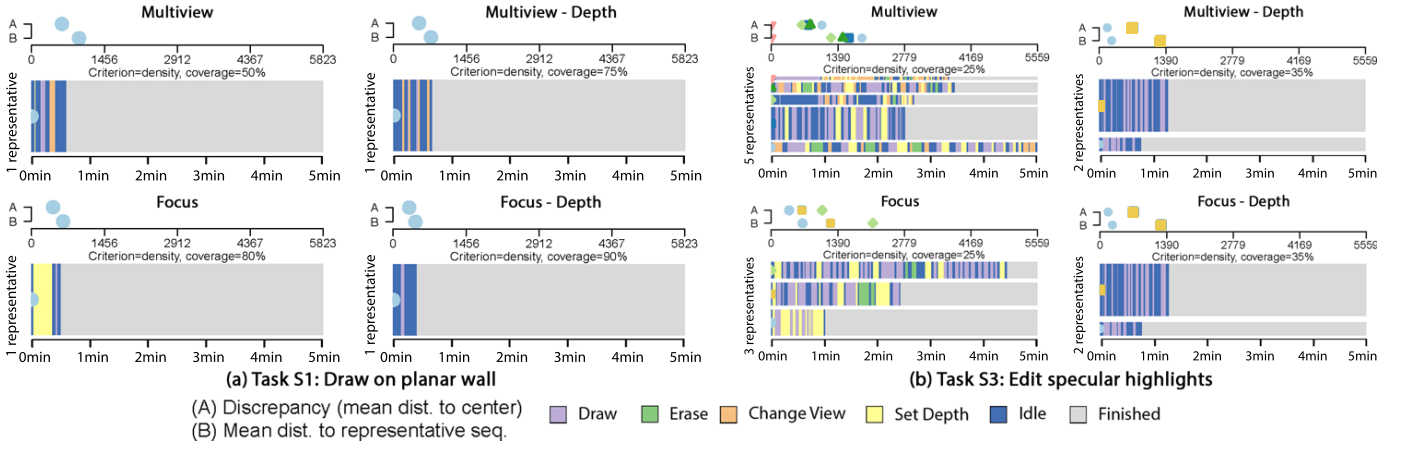 Multiview
A
B
0 1456 2912 4367 5823
Criterion=density, coverage=50%
1 representative
0min 1min 2min 3min 4min 5min
Multiview - Depth
A
B
0 1456 2912 4367 5823
Criterion=density, coverage=75%
1 representative
0min 1min 2min 3min 4min 5min
Focus
A
B
0 1456 2912 4367 5823
Criterion=density, coverage=80%
1 representative
0min 1min 2min 3min 4min 5min
Focus - Depth
A
B
0 1456 2912 4367 5823
Criterion=density, coverage=90%
1 representative
0min 1min 2min 3min 4min 5min
(a) Task S1: Draw on planar wall
Multiview
A
B
0 1390 2779 4169 5559
Criterion=density, coverage=25%
5 representatives
0min 1min 2min 3min 4min 5min
Multiview - Depth
A
B
0 1390 2779 4169 5559
Criterion=density, coverage=35%
2 representatives
0min 1min 2min 3min 4min 5min
Focus
A
B
0 1390 2779 4169 5559
Criterion=density, coverage=25%
3 representatives
0min 1min 2min 3min 4min 5min
Focus - Depth
A
B
0 1390 2779 4169 5559
Criterion=density, coverage=35%
2 representatives
0min 1min 2min 3min 4min 5min
(b) Task S3: Edit specular highlights
(A) Discrepancy (mean dist. to center)
(B) Mean dist. to representative seq.
Draw Erase Change View Set Depth Idle Finished